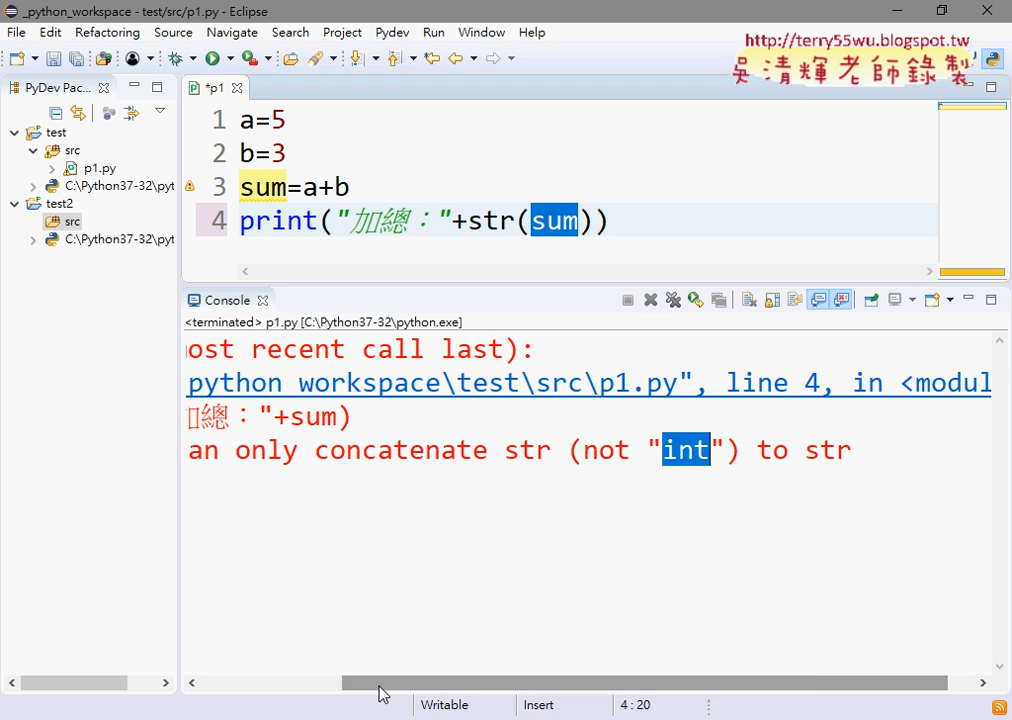 _python_workspace - test/src/p1.py - Eclipse
File Edit Refactoring Source Navigate Search Project Pydev Run Window Help
http://terry55wu.blogspot.tw
吳清輝老師錄製
PyDev Pac...
*p1
test
src
p1.py
C:\Python37-32\pyt
test2
src
C:\Python37-32\pyt
1 a=5
2 b=3
3 sum=a+b
4 print("加總："+str(sum))
Console
<terminated> p1.py [C:\Python37-32\python.exe]
ost recent call last):
python_workspace\test\src\p1.py", line 4, in <modul
加總："+sum)
an only concatenate str (not "int") to str
Writable
Insert
4 : 20